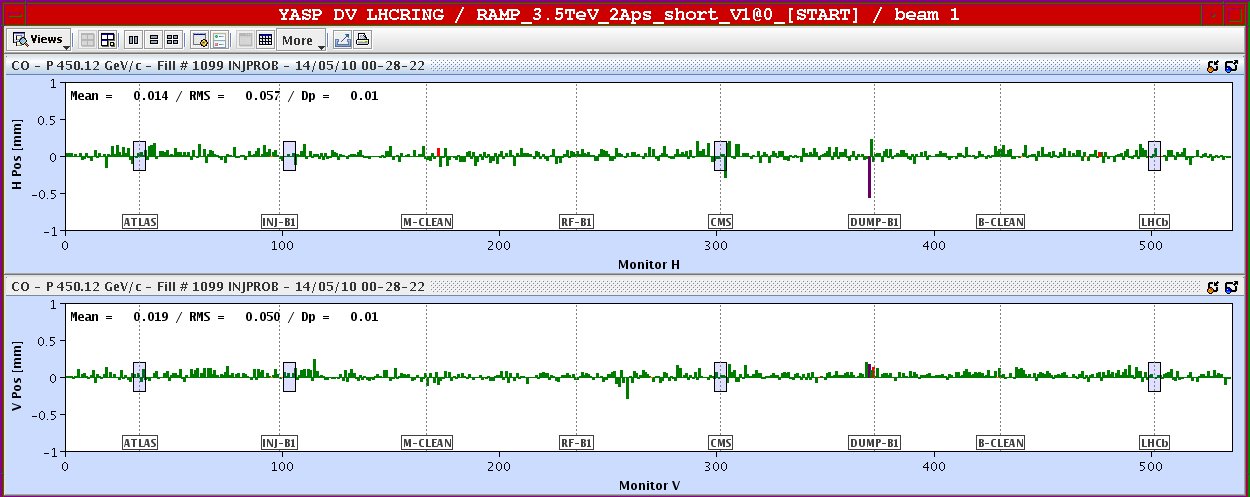 YASP DV LHCRING / RAMP_3.5TeV_2Aps_short_V1@0_[START] / beam 1
Views More
CO - P 450.12 GeV/c - Fill # 1099 INJPROB - 14/05/10 00-28-22
Mean = 0.014 / RMS = 0.057 / Dp = 0.01
H Pos [mm]
1
0.5
0
-0.5
-1
ATLAS INJ-B1 M-CLEAN RF-B1 CMS DUMP-B1 B-CLEAN LHCb
0 100 200 300 400 500
Monitor H
CO - P 450.12 GeV/c - Fill # 1099 INJPROB - 14/05/10 00-28-22
Mean = 0.019 / RMS = 0.050 / Dp = 0.01
V Pos [mm]
1
0.5
0
-0.5
-1
ATLAS INJ-B1 M-CLEAN RF-B1 CMS DUMP-B1 B-CLEAN LHCb
0 100 200 300 400 500
Monitor V